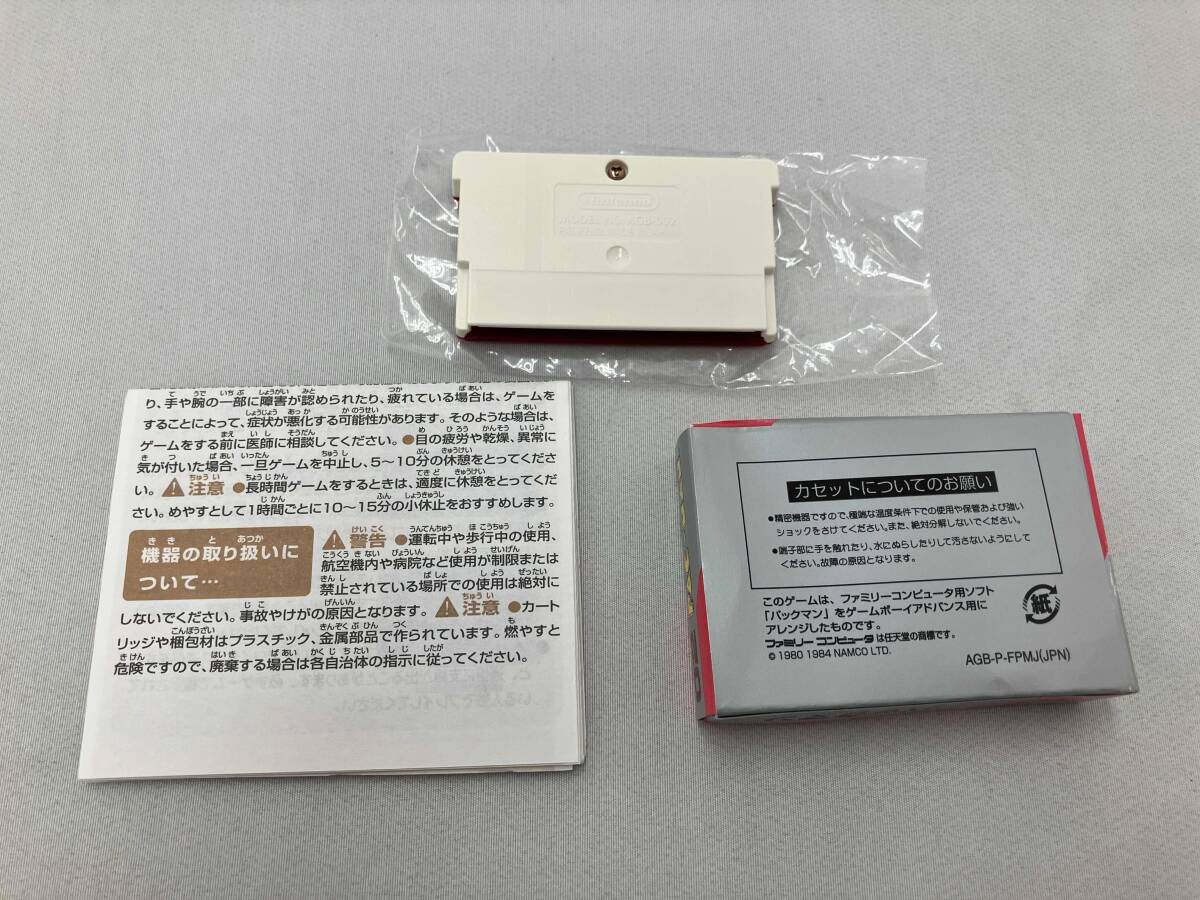 Nintendo
MODEL NO. AGB-002
り、手や腕の一部に障害が認められたり、疲れている場合は、ゲームを
することによって、症状が悪化する可能性があります。そのような場合は、
ゲームをする前に医師に相談してください。●目の疲労や乾燥、異常に
気が付いた場合、一旦ゲームを中止し、5～10分の休憩をとってくださ
い。⚠注意 ●長時間ゲームをするときは、適度に休憩をとってくださ
い。めやすとして1時間ごとに10～15分の小休止をおすすめします。
機器の取り扱いに
ついて…
⚠警告 ●運転中や歩行中の使用、
航空機内や病院など使用が制限または
禁止されている場所での使用は絶対に
しないでください。事故やけがの原因となります。⚠注意 ●カート
リッジや梱包材はプラスチック、金属部品で作られています。燃やすと
危険ですので、廃棄する場合は各自治体の指示に従ってください。
カセットについてのお願い
●精密機器ですので、極端な温度条件下での使用や保管および強い
ショックをさけてください。また、絶対分解しないでください。
●端子部に手を触れたり、水にぬらしたりして汚さないようにして
ください。故障の原因となります。
このゲームは、ファミリーコンピュータ用ソフト
「パックマン」をゲームボーイアドバンス用に
アレンジしたものです。
ファミリーコンピュータは任天堂の商標です。
© 1980 1984 NAMCO LTD.
紙
AGB-P-FPMJ(JPN)